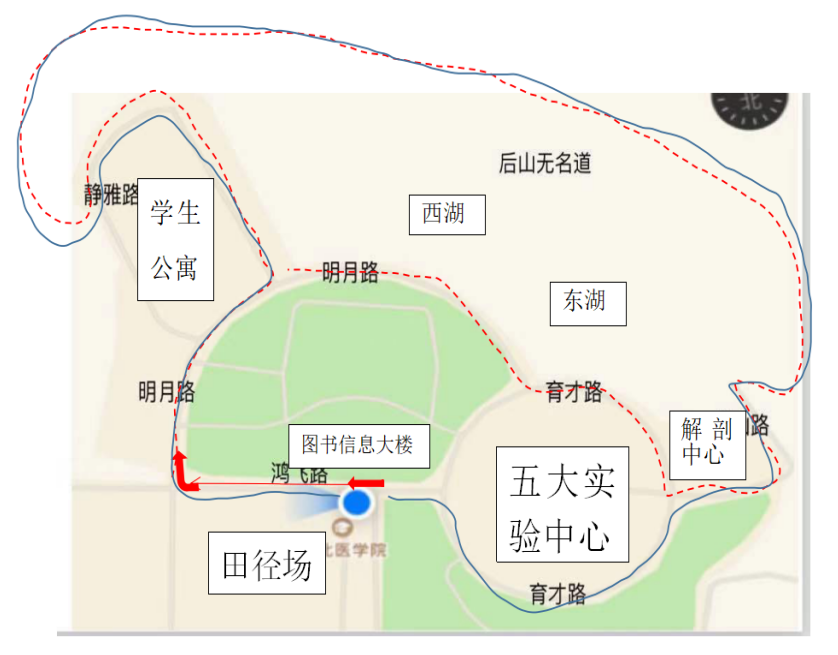 北
后山无名道
静雅路
学生
公寓
西湖
明月路
东湖
明月路
育才路
解剖
中心
路
图书信息大楼
鸿飞路
五大实
验中心
北医学院
田径场
育才路